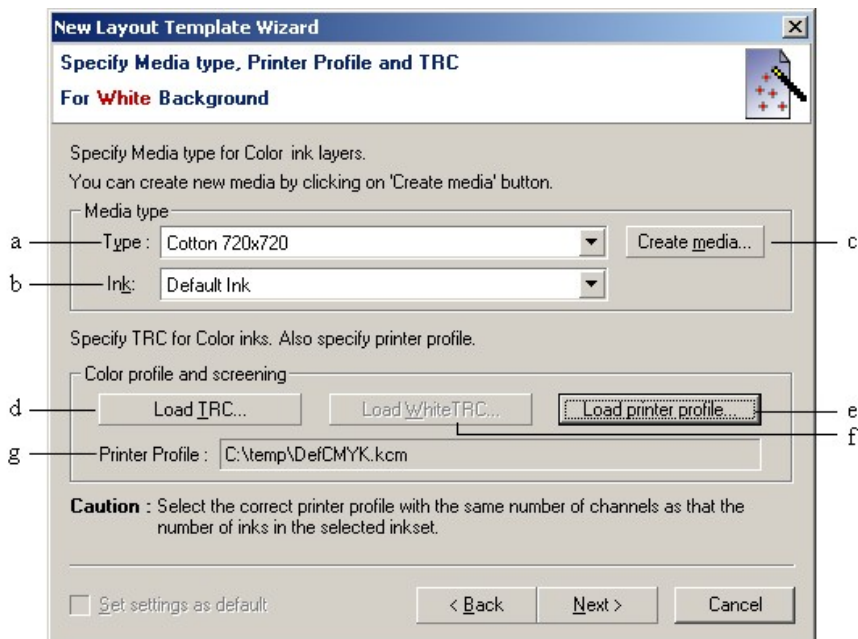 New Layout Template Wizard
Specify Media type, Printer Profile and TRC
For White Background
Specify Media type for Color ink layers.
You can create new media by clicking on 'Create media' button.
Media type
a Type : Cotton 720x720 Create media... c
b Ink: Default Ink
Specify TRC for Color inks. Also specify printer profile.
Color profile and screening
d Load TRC... Load WhiteTRC... Load printer profile... e
f
g Printer Profile : C:\temp\DefCMYK.kcm
Caution : Select the correct printer profile with the same number of channels as that the
number of inks in the selected inkset.
Set settings as default < Back Next > Cancel